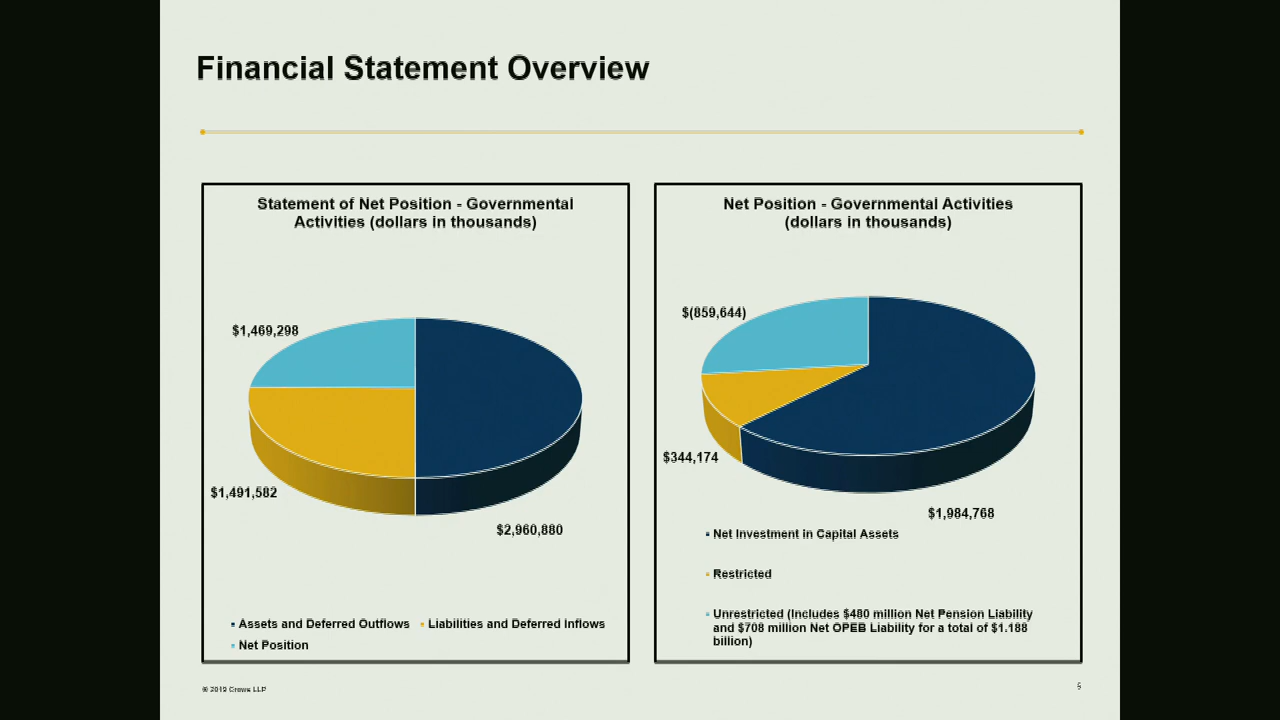 Financial Statement Overview
Statement of Net Position - Governmental
Activities (dollars in thousands)
$1,469,298
$1,491,582
$2,960,880
Assets and Deferred Outflows Liabilities and Deferred Inflows
Net Position
Net Position - Governmental Activities
(dollars in thousands)
$(859,644)
$344,174
$1,984,768
Net Investment in Capital Assets
Restricted
Unrestricted (Includes $480 million Net Pension Liability
and $708 million Net OPEB Liability for a total of $1.188
billion)
© 2019 Crowe LLP
5